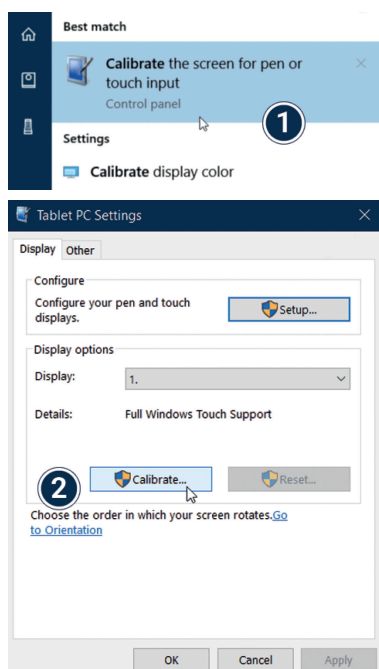 Best match
Calibrate the screen for pen or
touch input
Control panel
1
Settings
Calibrate display color
Tablet PC Settings
Display Other
Configure
Configure your pen and touch
displays.
Setup...
Display options
Display: 1.
Details: Full Windows Touch Support
2
Calibrate... Reset...
Choose the order in which your screen rotates.Go
to Orientation
OK Cancel Apply